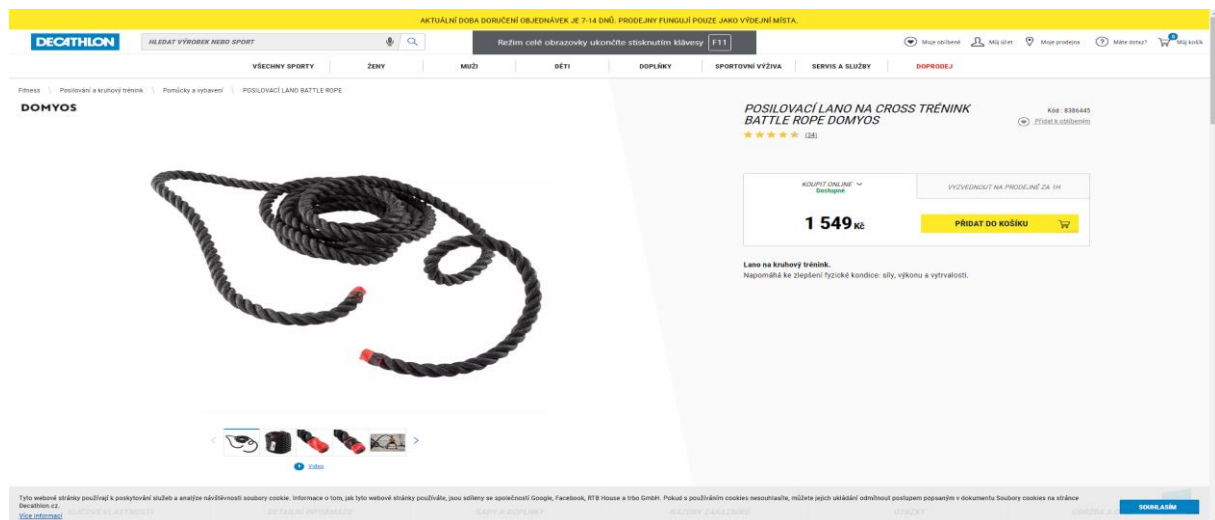 AKTUÁLNÍ DOBA DORUČENÍ OBJEDNÁVEK JE 7-14 DNŮ. PRODEJNY FUNGUJÍ POUZE JAKO VÝDEJNÍ MÍSTA.
DECATHLON
HLEDAT VÝROBEK NEBO SPORT
Režim celé obrazovky ukončíte stisknutím klávesy F11
Moje oblíbené Můj účet Moje prodejna Máte dotaz? 0 Můj košík
VŠECHNY SPORTY ŽENY MUŽI DĚTI DOPLŇKY SPORTOVNÍ VÝŽIVA SERVIS A SLUŽBY DOPRODEJ
Fitness \ Posilování a kruhový trénink \ Pomůcky a vybavení \ POSILOVACÍ LANO BATTLE ROPE
DOMYOS
POSILOVACÍ LANO NA CROSS TRÉNINK
BATTLE ROPE DOMYOS
Kód : 8386445
Přidat k oblíbeným
(34)
KOUPIT ONLINE
Dostupné
VYZVEDNOUT NA PRODEJNĚ ZA 1H
1 549 Kč
PŘIDAT DO KOŠÍKU
Lano na kruhový trénink.
Napomáhá ke zlepšení fyzické kondice: síly, výkonu a vytrvalosti.
Video
Tyto webové stránky používají k poskytování služeb a analýze návštěvnosti soubory cookie. Informace o tom, jak tyto webové stránky používáte, jsou sdíleny se společností Google, Facebook, RTB House a trbo GmbH. Pokud s používáním cookies nesouhlasíte, můžete jejich ukládání odmítnout postupem popsaným v dokumentu Soubory cookies na stránce
Decathlon.cz.
Více informací
SOUHLASÍM